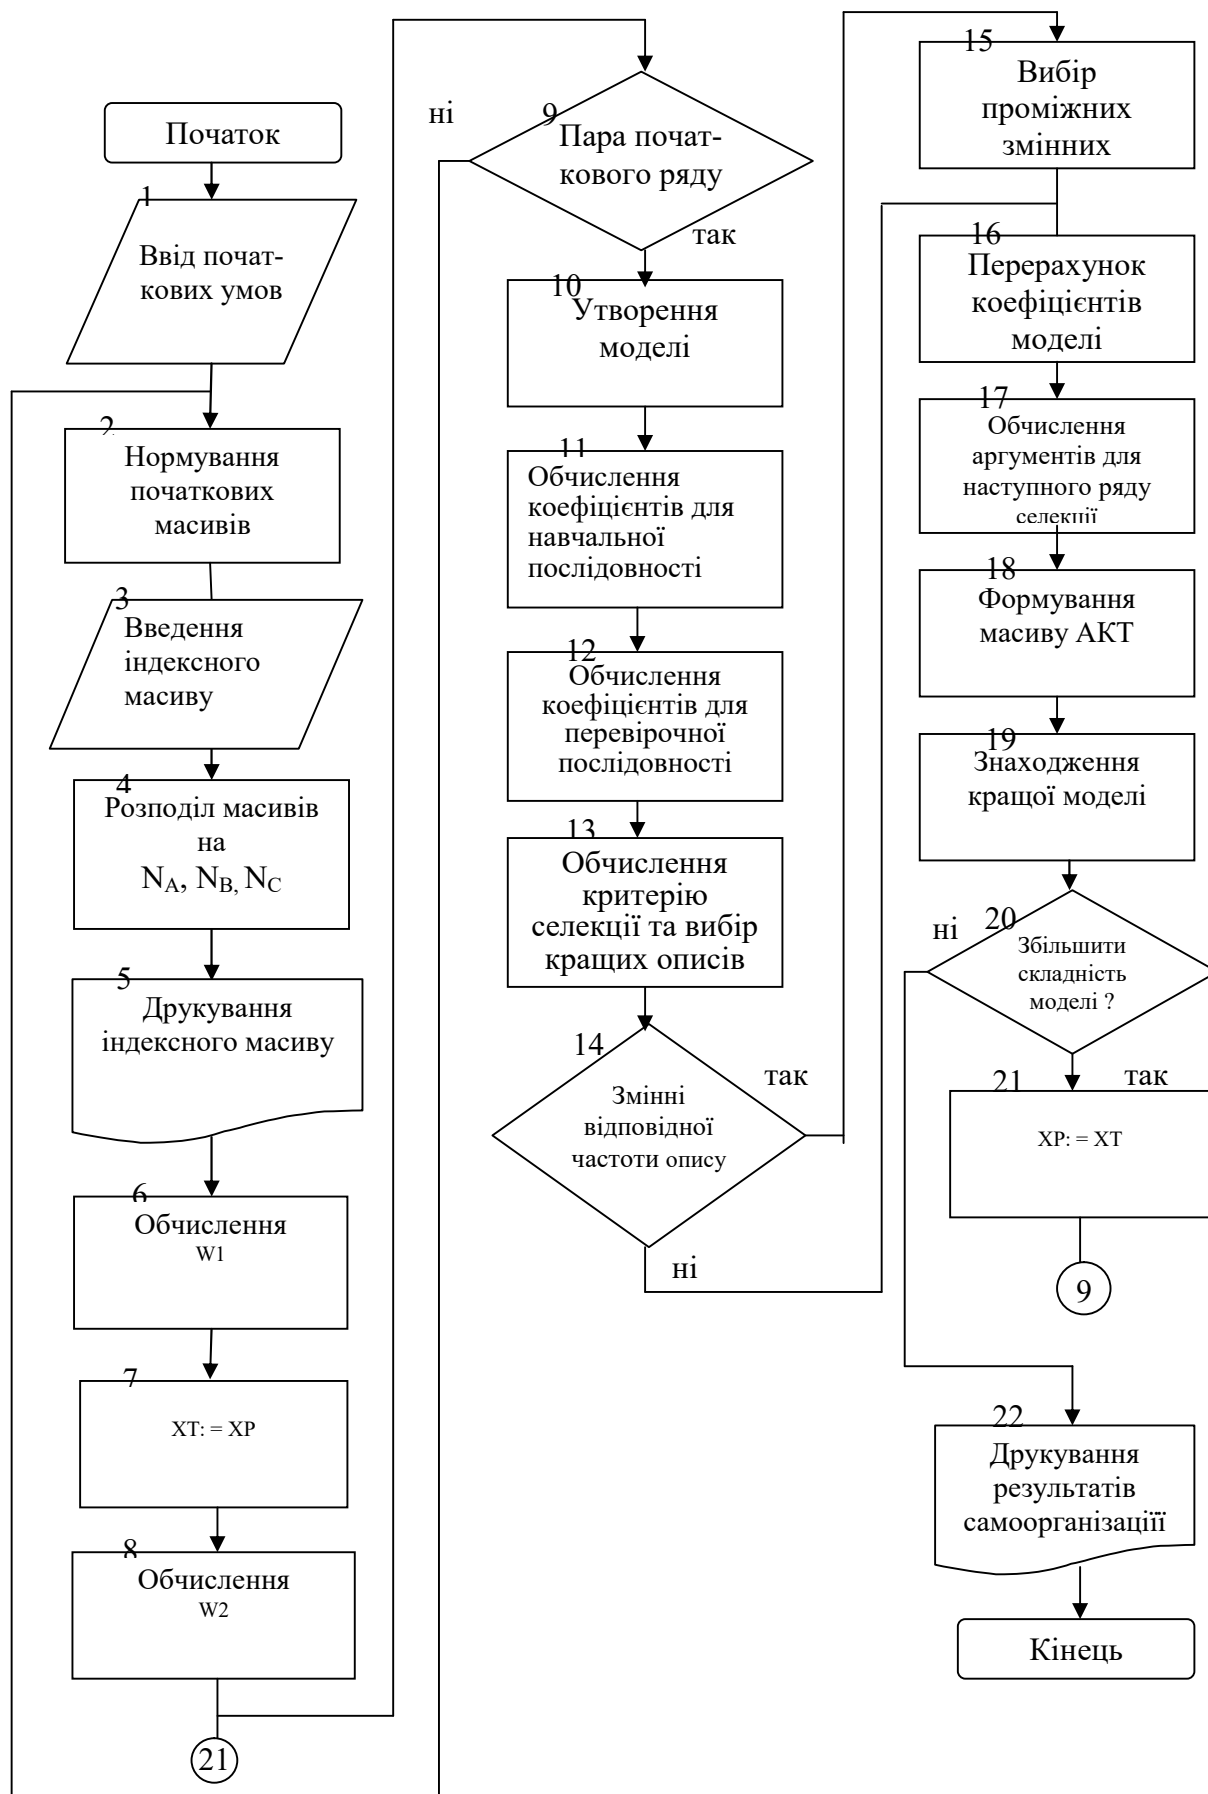 Початок
1
Ввід почат-
кових умов
2
Нормування
початкових
масивів
3
Введення
індексного
масиву
4
Розподіл масивів
на
NA, NB, NC
5
Друкування
індексного масиву
6
Обчислення
W1
7
XT: = XP
8
Обчислення
W2
21
ні
9
Пара почат-
кового ряду
так
10
Утворення
моделі
11
Обчислення
коефіцієнтів для
навчальної
послідовності
12
Обчислення
коефіцієнтів для
перевірочної
послідовності
13
Обчислення
критерію
селекції та вибір
кращих описів
14
так
Змінні
відповідної
частоти опису
ні
15
Вибір
проміжних
змінних
16
Перерахунок
коефіцієнтів
моделі
17
Обчислення
аргументів для
наступного ряду
селекції
18
Формування
масиву АКТ
19
Знаходження
кращої моделі
20
ні
Збільшити
складність
моделі ?
21
так
XP: = XT
9
22
Друкування
результатів
самоорганізаціїї
Кінець